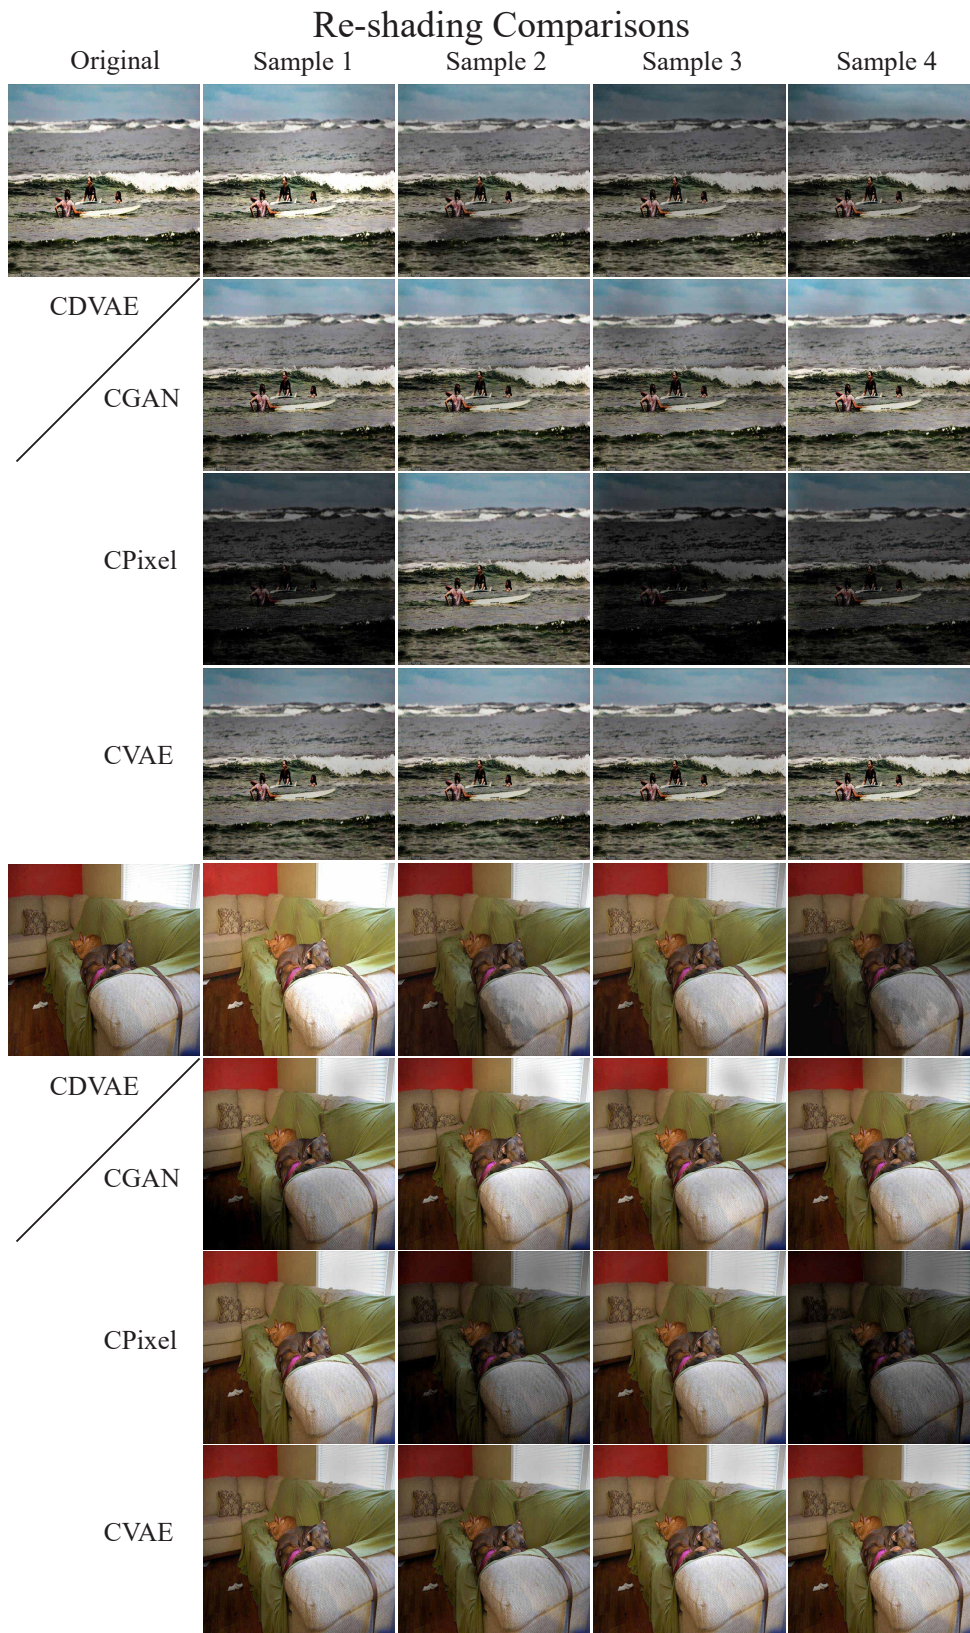 Re-shading Comparisons
Original Sample 1 Sample 2 Sample 3 Sample 4
CDVAE
CGAN
CPixel
CVAE
CDVAE
CGAN
CPixel
CVAE